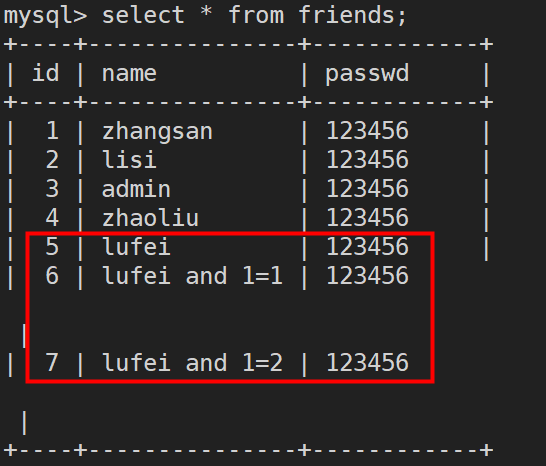 mysql> select * from friends;
+----+---------------+------------+
| id | name          | passwd     |
+----+---------------+------------+
|  1 | zhangsan      | 123456     |
|  2 | lisi          | 123456     |
|  3 | admin         | 123456     |
|  4 | zhaoliu       | 123456     |
|  5 | lufei         | 123456     |
|  6 | lufei and 1=1 | 123456
 |
|  7 | lufei and 1=2 | 123456
 |
+----+---------------+------------+